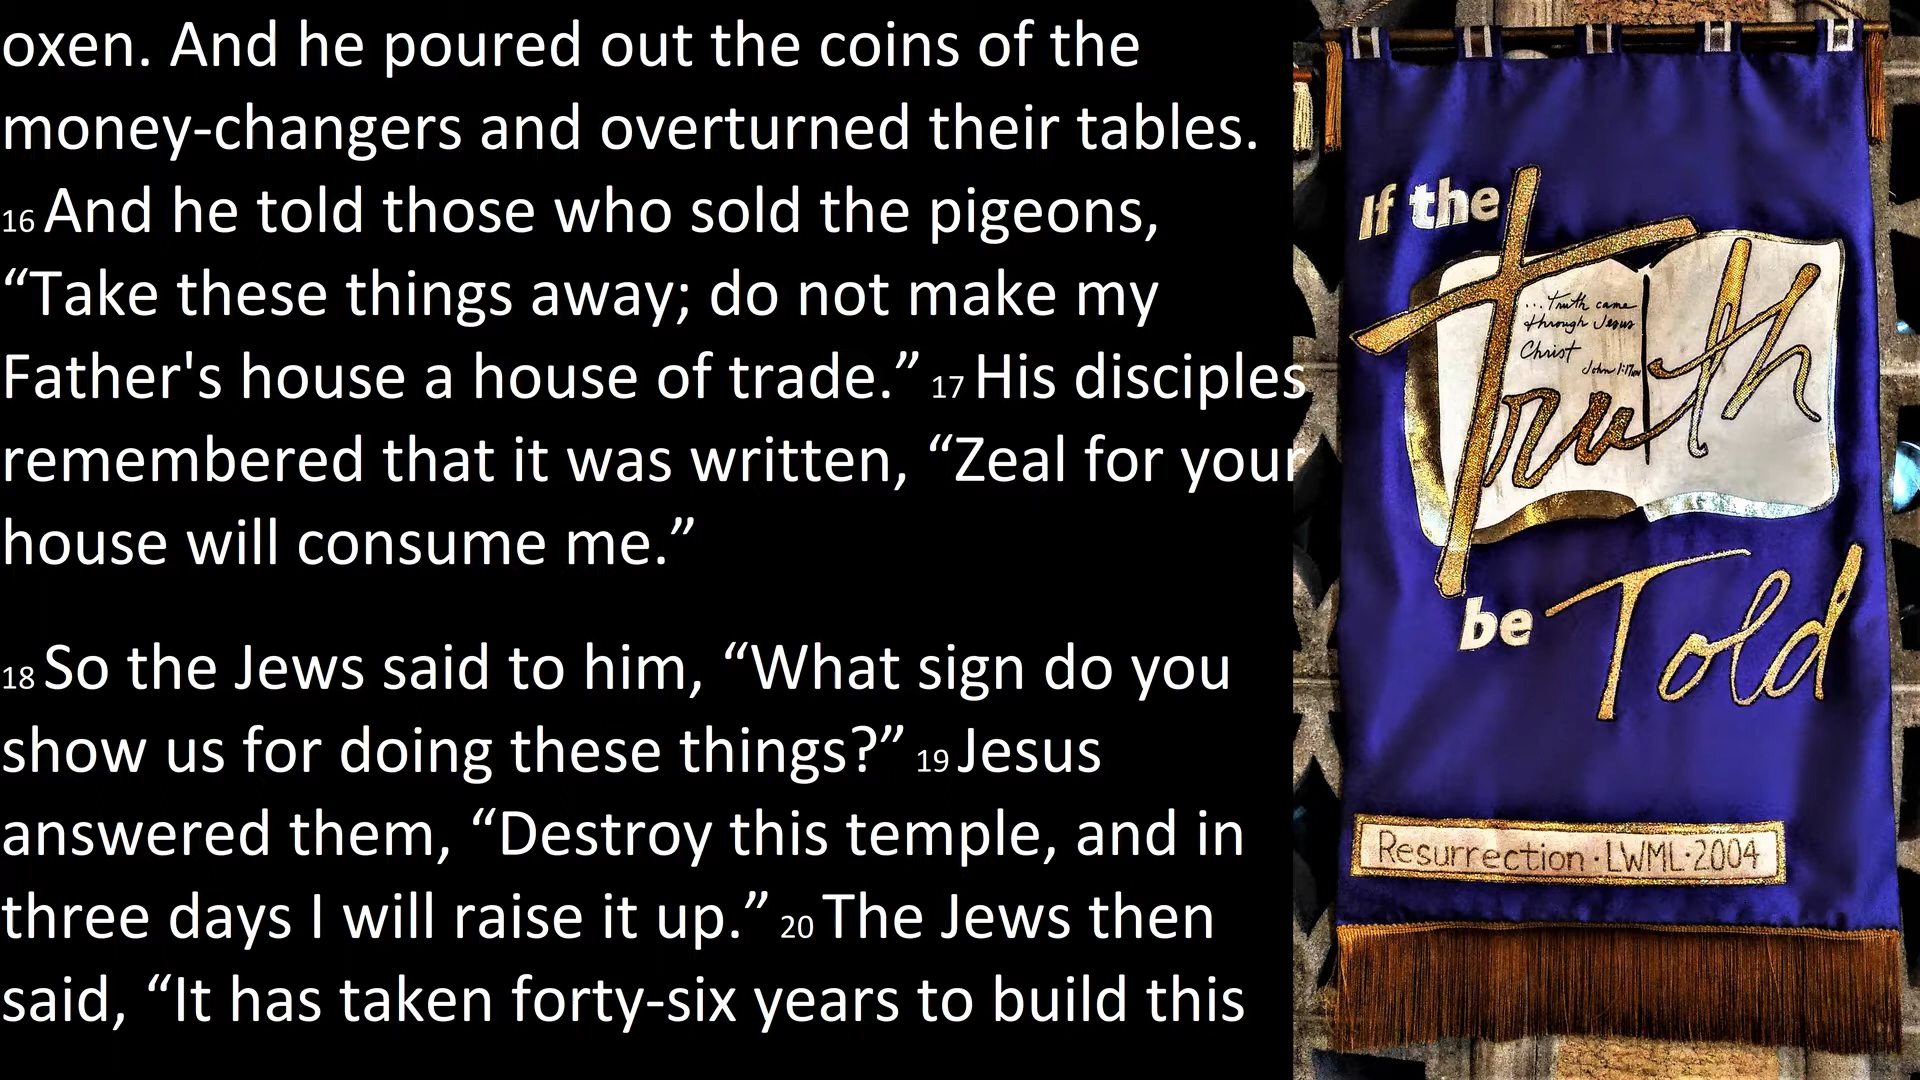 oxen. And he poured out the coins of the
money-changers and overturned their tables.
16 And he told those who sold the pigeons,
“Take these things away; do not make my
Father's house a house of trade.” 17 His disciples
remembered that it was written, “Zeal for your
house will consume me.”
18 So the Jews said to him, “What sign do you
show us for doing these things?” 19 Jesus
answered them, “Destroy this temple, and in
three days I will raise it up.” 20 The Jews then
said, “It has taken forty-six years to build this
If the
Truth
...Truth came
through Jesus
Christ
John 1:17
be Told
Resurrection · LWML · 2004